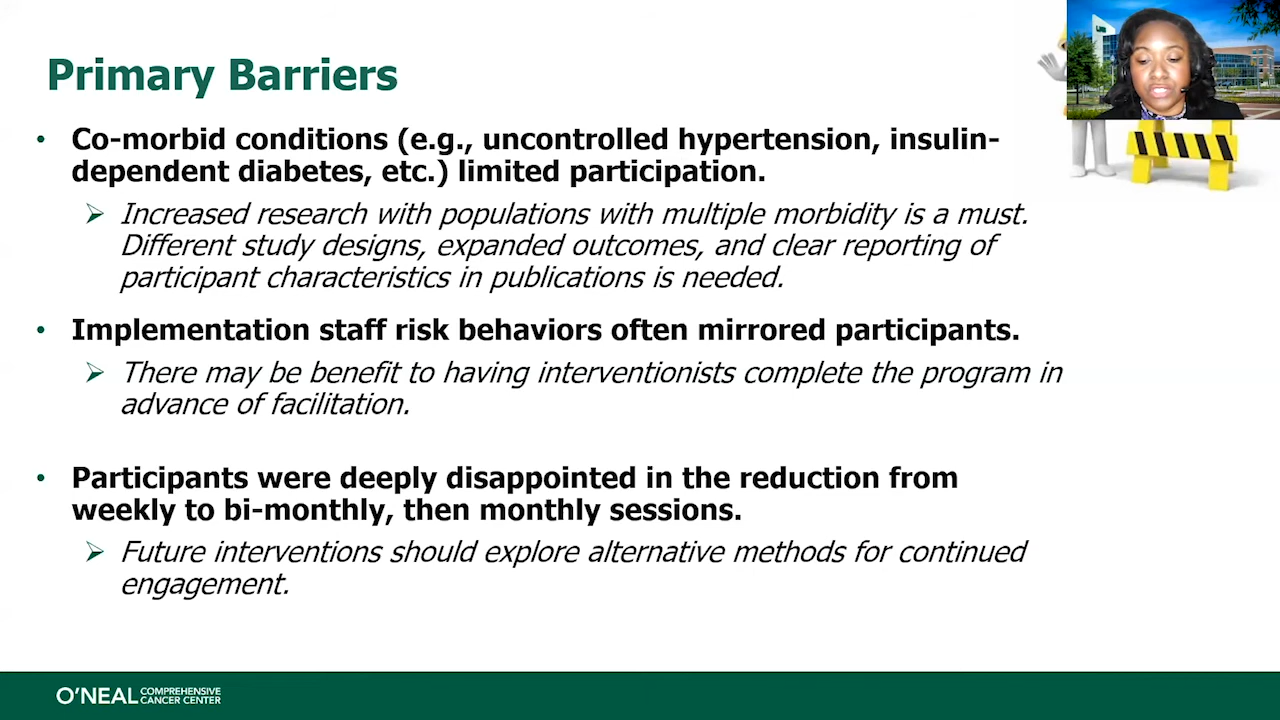 Primary Barriers
• Co-morbid conditions (e.g., uncontrolled hypertension, insulin-
dependent diabetes, etc.) limited participation.
➢ Increased research with populations with multiple morbidity is a must.
Different study designs, expanded outcomes, and clear reporting of
participant characteristics in publications is needed.
• Implementation staff risk behaviors often mirrored participants.
➢ There may be benefit to having interventionists complete the program in
advance of facilitation.
• Participants were deeply disappointed in the reduction from
weekly to bi-monthly, then monthly sessions.
➢ Future interventions should explore alternative methods for continued
engagement.
O'NEAL COMPREHENSIVE
CANCER CENTER